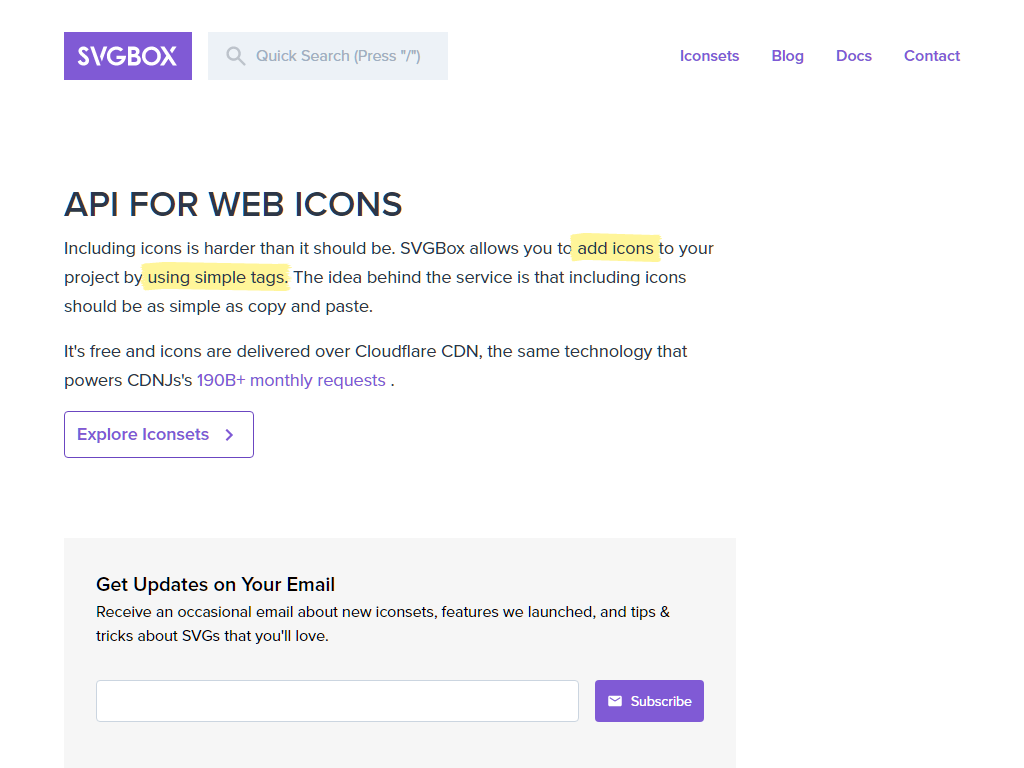 SVGBOX
Quick Search (Press "/")
Iconsets
Blog
Docs
Contact
API FOR WEB ICONS
Including icons is harder than it should be. SVGBox allows you to add icons to your
project by using simple tags. The idea behind the service is that including icons
should be as simple as copy and paste.
It's free and icons are delivered over Cloudflare CDN, the same technology that
powers CDNJs's 190B+ monthly requests .
Explore Iconsets
Get Updates on Your Email
Receive an occasional email about new iconsets, features we launched, and tips &
tricks about SVGs that you'll love.
Subscribe